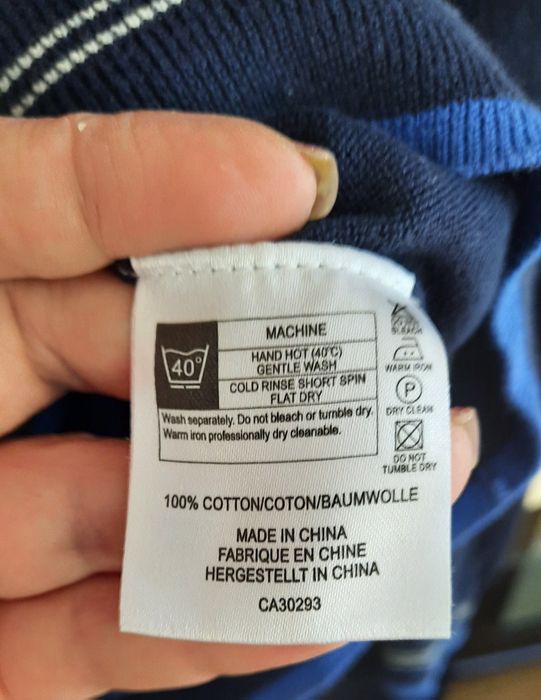 MACHINE
40°
HAND HOT (40°C)
GENTLE WASH
COLD RINSE SHORT SPIN
FLAT DRY
Wash separately. Do not bleach or tumble dry.
Warm iron professionally dry cleanable.
BLEACH
WARM IRON
P
DRY CLEAN
DO NOT
TUMBLE DRY
100% COTTON/COTON/BAUMWOLLE
MADE IN CHINA
FABRIQUE EN CHINE
HERGESTELLT IN CHINA
CA30293